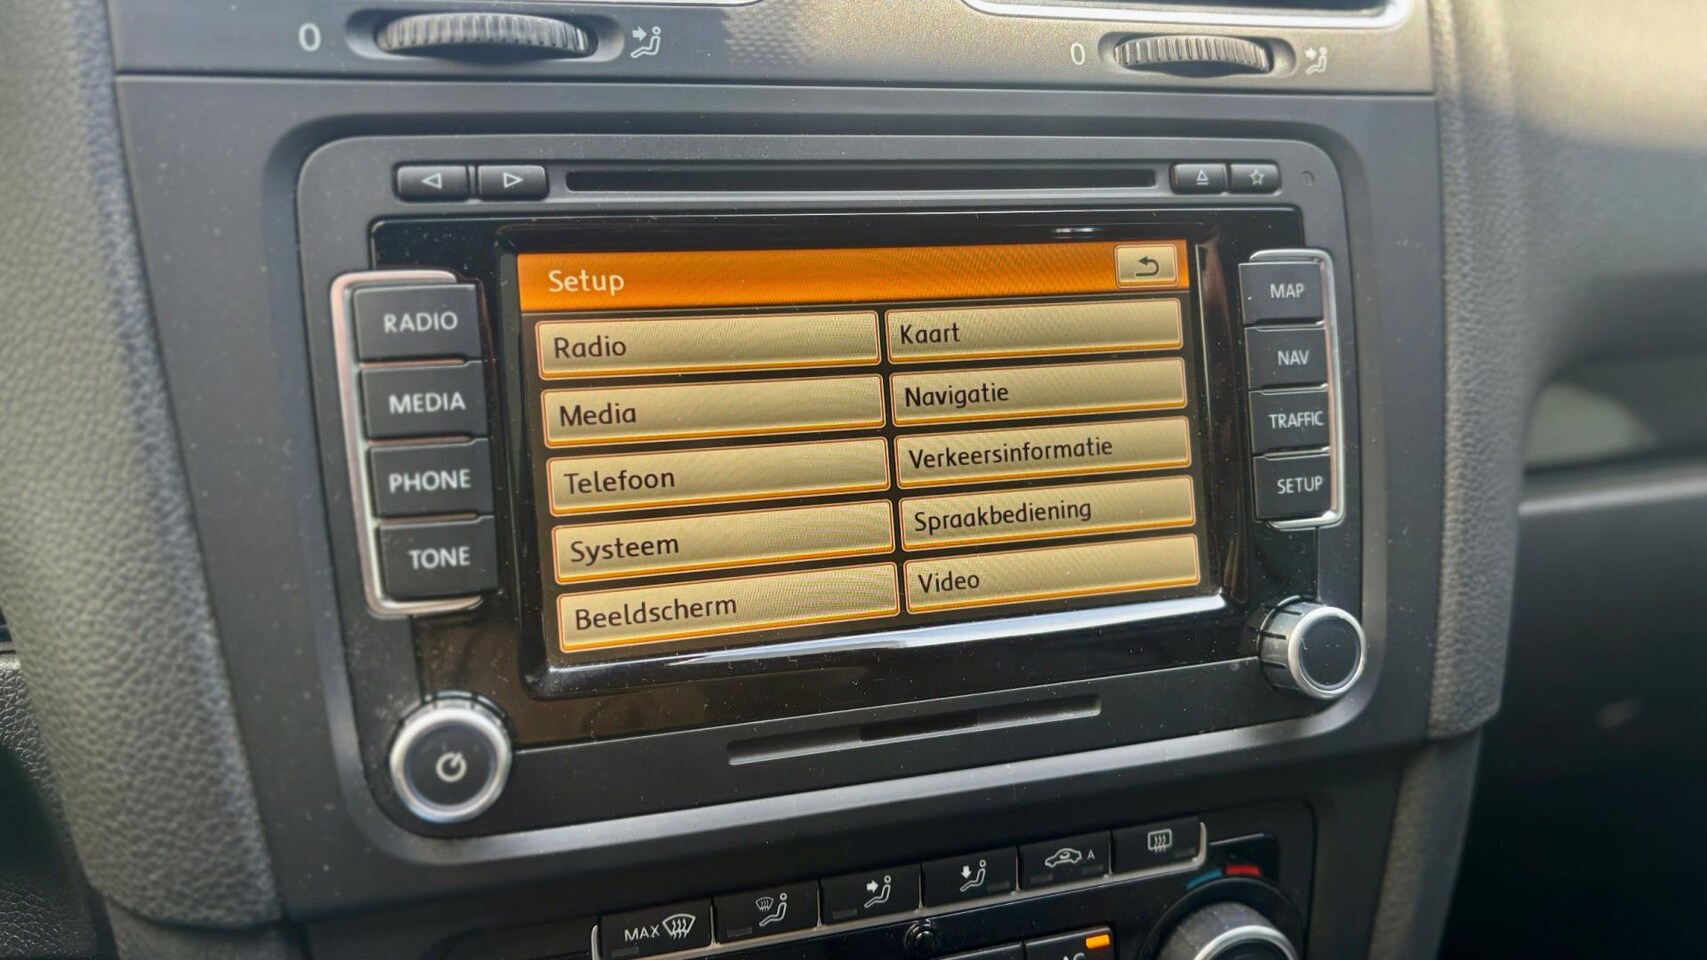 0
0
Setup
RADIO
MEDIA
PHONE
TONE
Radio
Media
Telefoon
Systeem
Beeldscherm
Kaart
Navigatie
Verkeersinformatie
Spraakbediening
Video
MAP
NAV
TRAFFIC
SETUP
MAX
A
AC